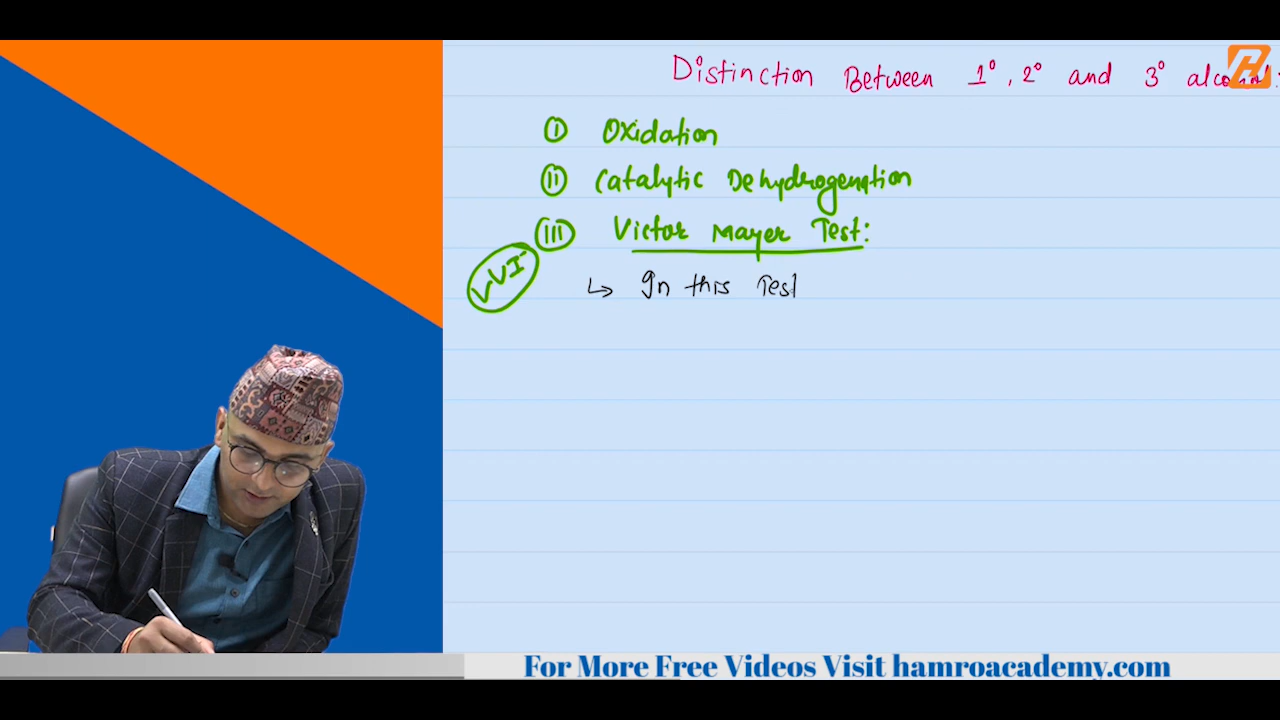 Distinction Between 1°, 2° and 3° alcohol:
(i) Oxidation
(ii) Catalytic Dehydrogenation
(iii) Victor Mayer Test:
VVI
↳ In this Test
For More Free Videos Visit hamroacademy.com